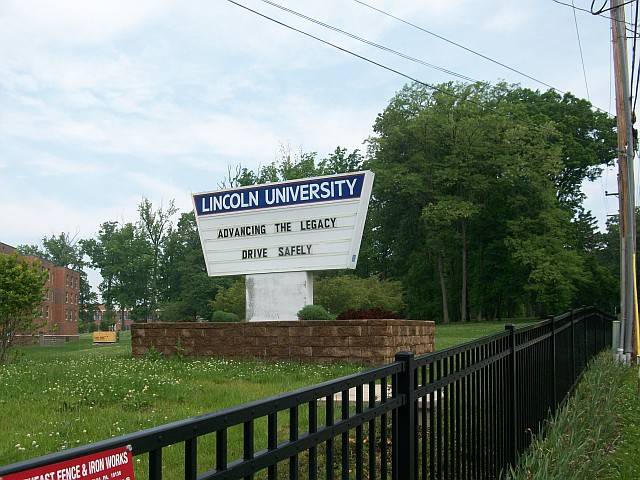 LINCOLN UNIVERSITY
ADVANCING THE LEGACY
DRIVE SAFELY
FENCE & IRON WORKS